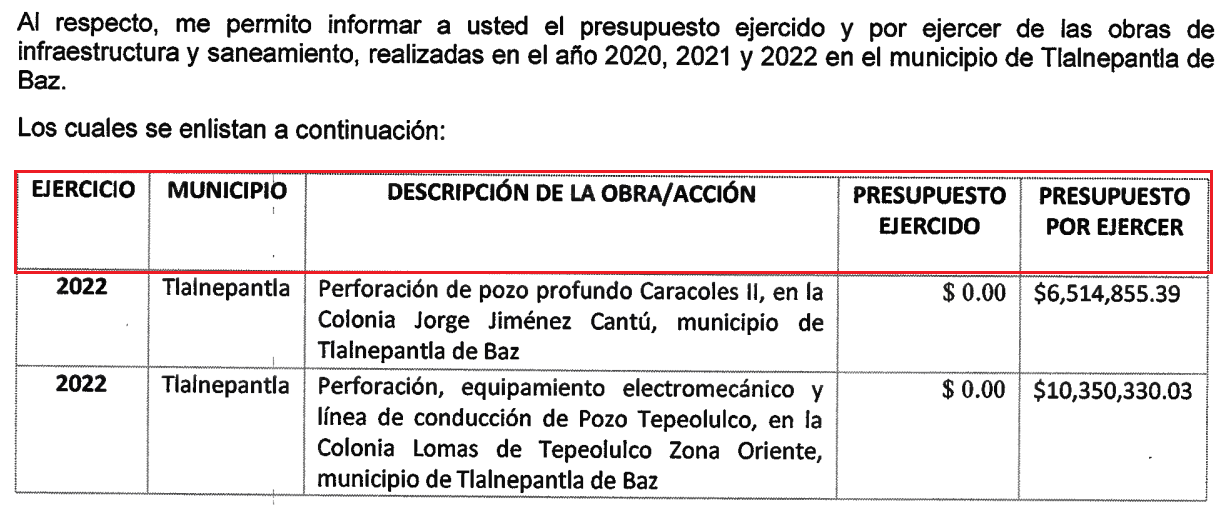 Al respecto, me permito informar a usted el presupuesto ejercido y por ejercer de las obras de
infraestructura y saneamiento, realizadas en el año 2020, 2021 y 2022 en el municipio de Tlalnepantla de
Baz.
Los cuales se enlistan a continuación:
EJERCICIO MUNICIPIO DESCRIPCIÓN DE LA OBRA/ACCIÓN PRESUPUESTO EJERCIDO PRESUPUESTO POR EJERCER
2022 Tlalnepantla Perforación de pozo profundo Caracoles II, en la $ 0.00 $6,514,855.39
Colonia Jorge Jiménez Cantú, municipio de
Tlalnepantla de Baz
2022 Tlalnepantla Perforación, equipamiento electromecánico y $ 0.00 $10,350,330.03
línea de conducción de Pozo Tepeolulco, en la
Colonia Lomas de Tepeolulco Zona Oriente,
municipio de Tlalnepantla de Baz